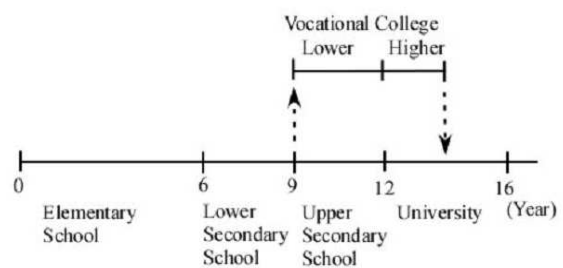 Vocational College
Lower Higher
0 6 9 12 16 (Year)
Elementary School
Lower Secondary School
Upper Secondary School
University